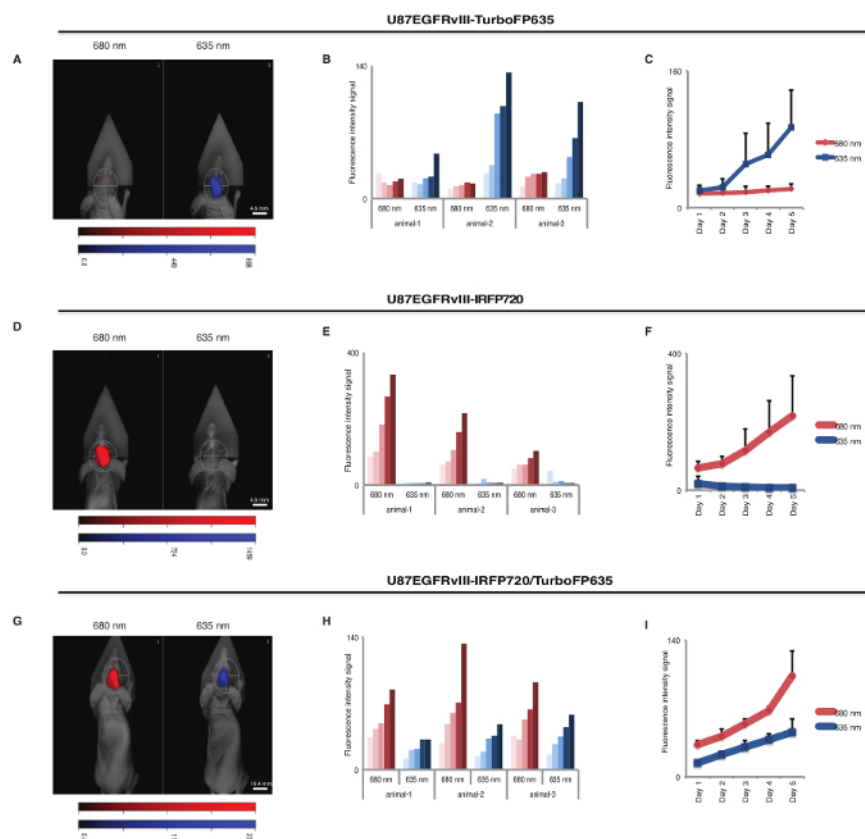 U87EGFRvIII-TurboFP635
680 nm 635 nm
A
B
C
4.5 mm
Fluorescence intensity signal
140
0
680 nm 635 nm 680 nm 635 nm 680 nm 635 nm
animal-1 animal-2 animal-3
Fluorescence intensity signal
160
0
Day 1 Day 2 Day 3 Day 4 Day 5
680 nm
635 nm
U87EGFRvIII-IRFP720
D
680 nm 635 nm
E
F
4.5 mm
Fluorescence intensity signal
400
0
680 nm 635 nm 680 nm 635 nm 680 nm 635 nm
animal-1 animal-2 animal-3
Fluorescence intensity signal
400
0
Day 1 Day 2 Day 3 Day 4 Day 5
680 nm
635 nm
U87EGFRvIII-IRFP720/TurboFP635
G
680 nm 635 nm
H
I
Fluorescence intensity signal
140
0
680 nm 635 nm 680 nm 635 nm 680 nm 635 nm
animal-1 animal-2 animal-3
Fluorescence intensity signal
140
0
Day 1 Day 2 Day 3 Day 4 Day 5
680 nm
635 nm